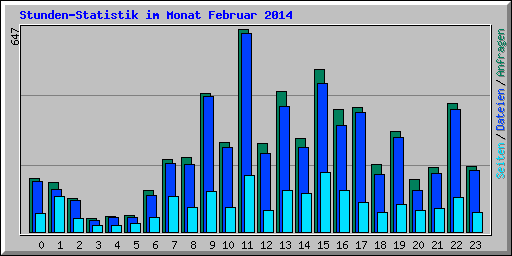 Stunden-Statistik im Monat Februar 2014
647
Seiten / Dateien / Anfragen
0 1 2 3 4 5 6 7 8 9 10 11 12 13 14 15 16 17 18 19 20 21 22 23